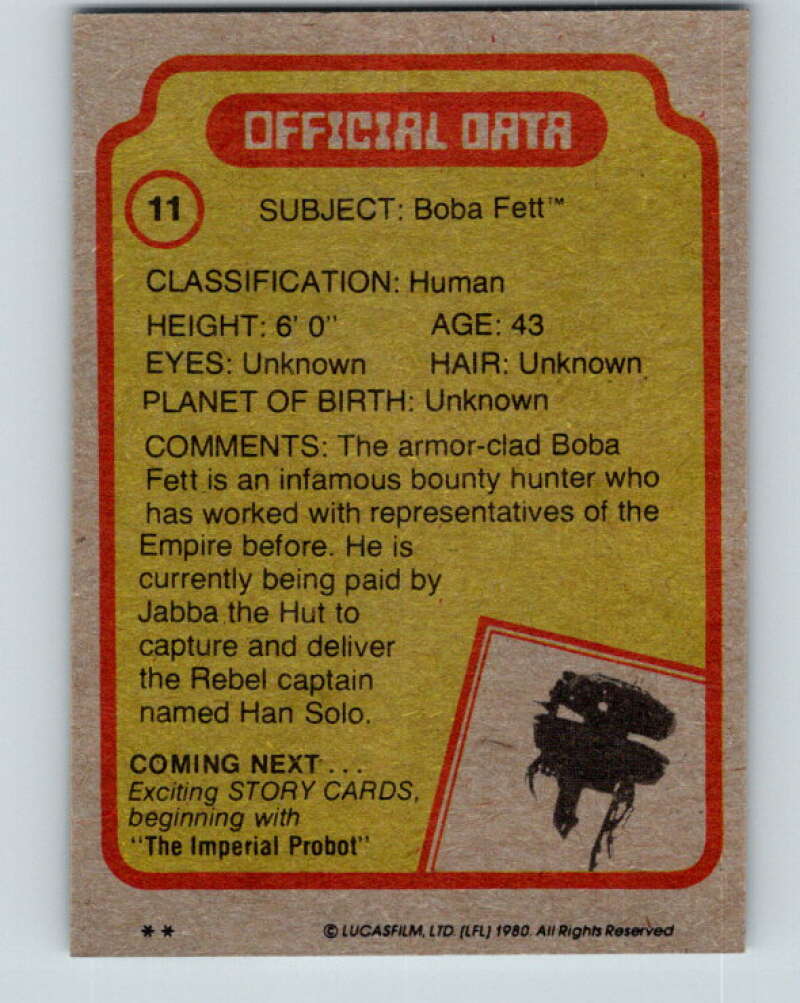 OFFICIAL DATA
11
SUBJECT: Boba Fett™
CLASSIFICATION: Human
HEIGHT: 6' 0" AGE: 43
EYES: Unknown HAIR: Unknown
PLANET OF BIRTH: Unknown
COMMENTS: The armor-clad Boba
Fett is an infamous bounty hunter who
has worked with representatives of the
Empire before. He is
currently being paid by
Jabba the Hut to
capture and deliver
the Rebel captain
named Han Solo.
COMING NEXT . . .
Exciting STORY CARDS,
beginning with
"The Imperial Probot"
** © LUCASFILM, LTD. (LFL) 1980. All Rights Reserved